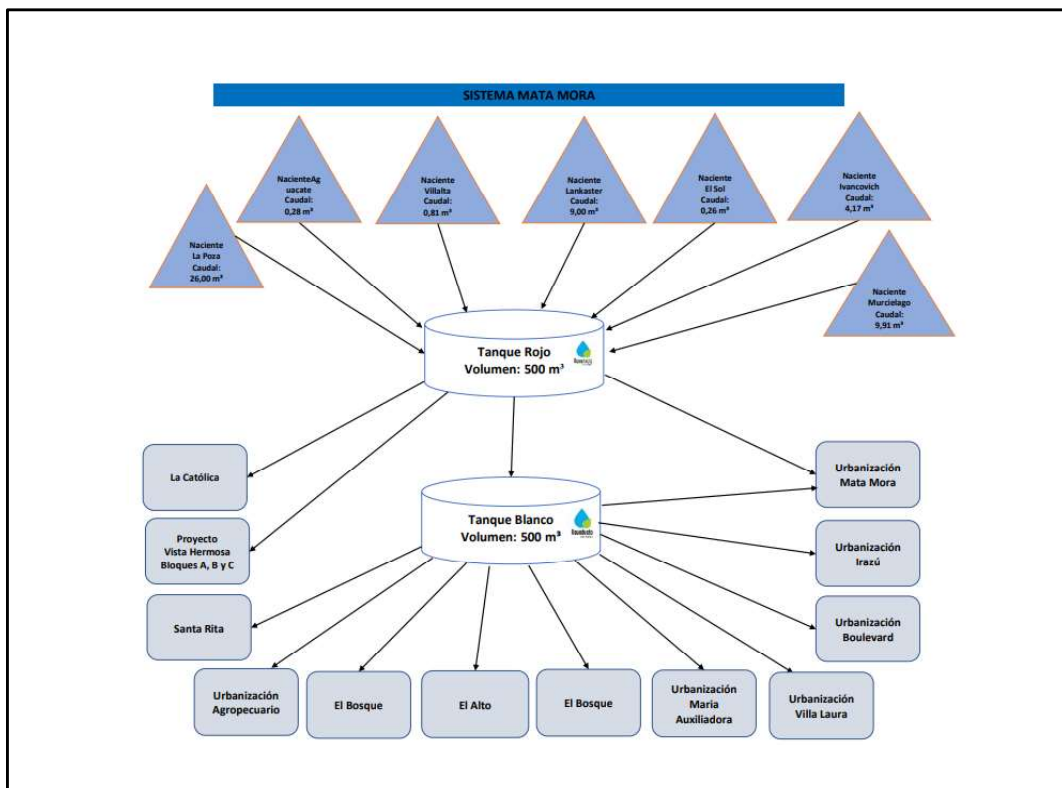 SISTEMA MATA MORA
NacienteAg
uacate
Caudal:
0,28 m³
Naciente
Villalta
Caudal:
0,81 m³
Naciente
Lankaster
Caudal:
9,00 m³
Naciente
El Sol
Caudal:
0,26 m³
Naciente
Ivancovich
Caudal:
4,17 m³
Naciente
La Poza
Caudal:
26,00 m³
Naciente
Murcielago
Caudal:
9,91 m³
Tanque Rojo
Volumen: 500 m³
La Católica
Urbanización
Mata Mora
Tanque Blanco
Volumen: 500 m³
Proyecto
Vista Hermosa
Bloques A, B y C
Urbanización
Irazú
Santa Rita
Urbanización
Boulevard
Urbanización
Agropecuario
El Bosque
El Alto
El Bosque
Urbanización
Maria
Auxiliadora
Urbanización
Villa Laura